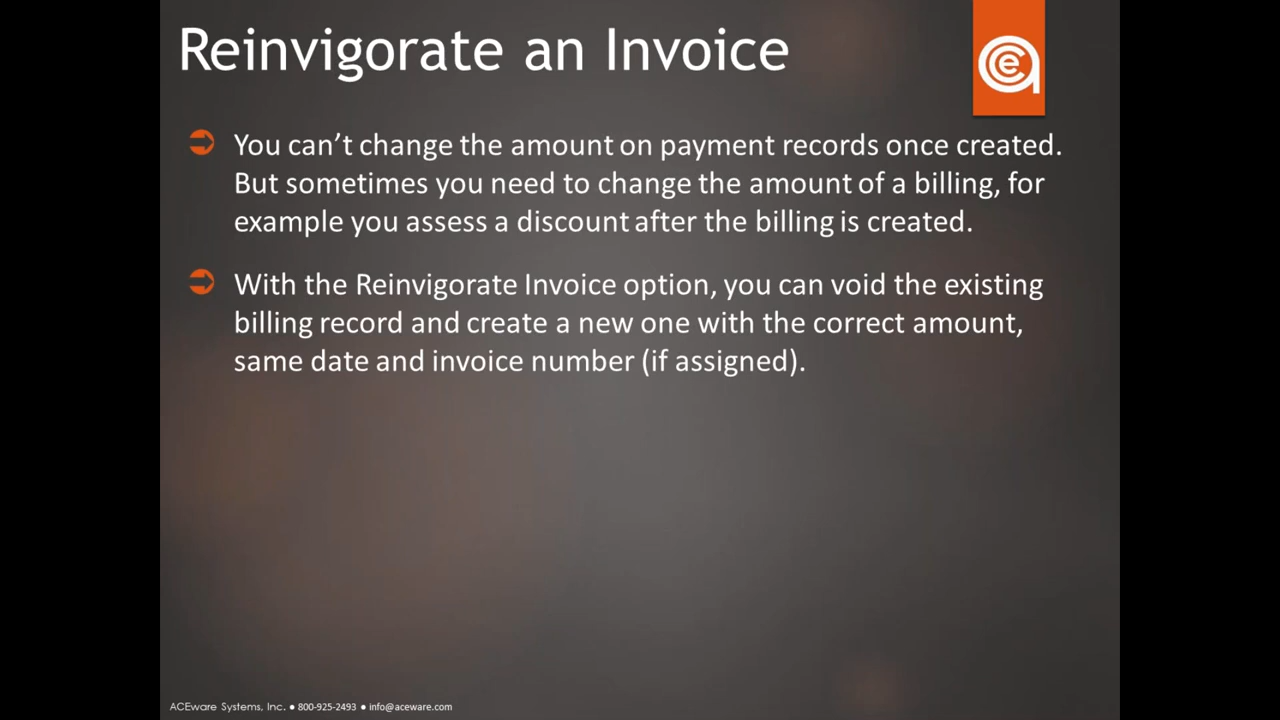 Reinvigorate an Invoice
You can’t change the amount on payment records once created.
But sometimes you need to change the amount of a billing, for
example you assess a discount after the billing is created.
With the Reinvigorate Invoice option, you can void the existing
billing record and create a new one with the correct amount,
same date and invoice number (if assigned).
ACEware Systems, Inc. ● 800-925-2493 ● info@aceware.com